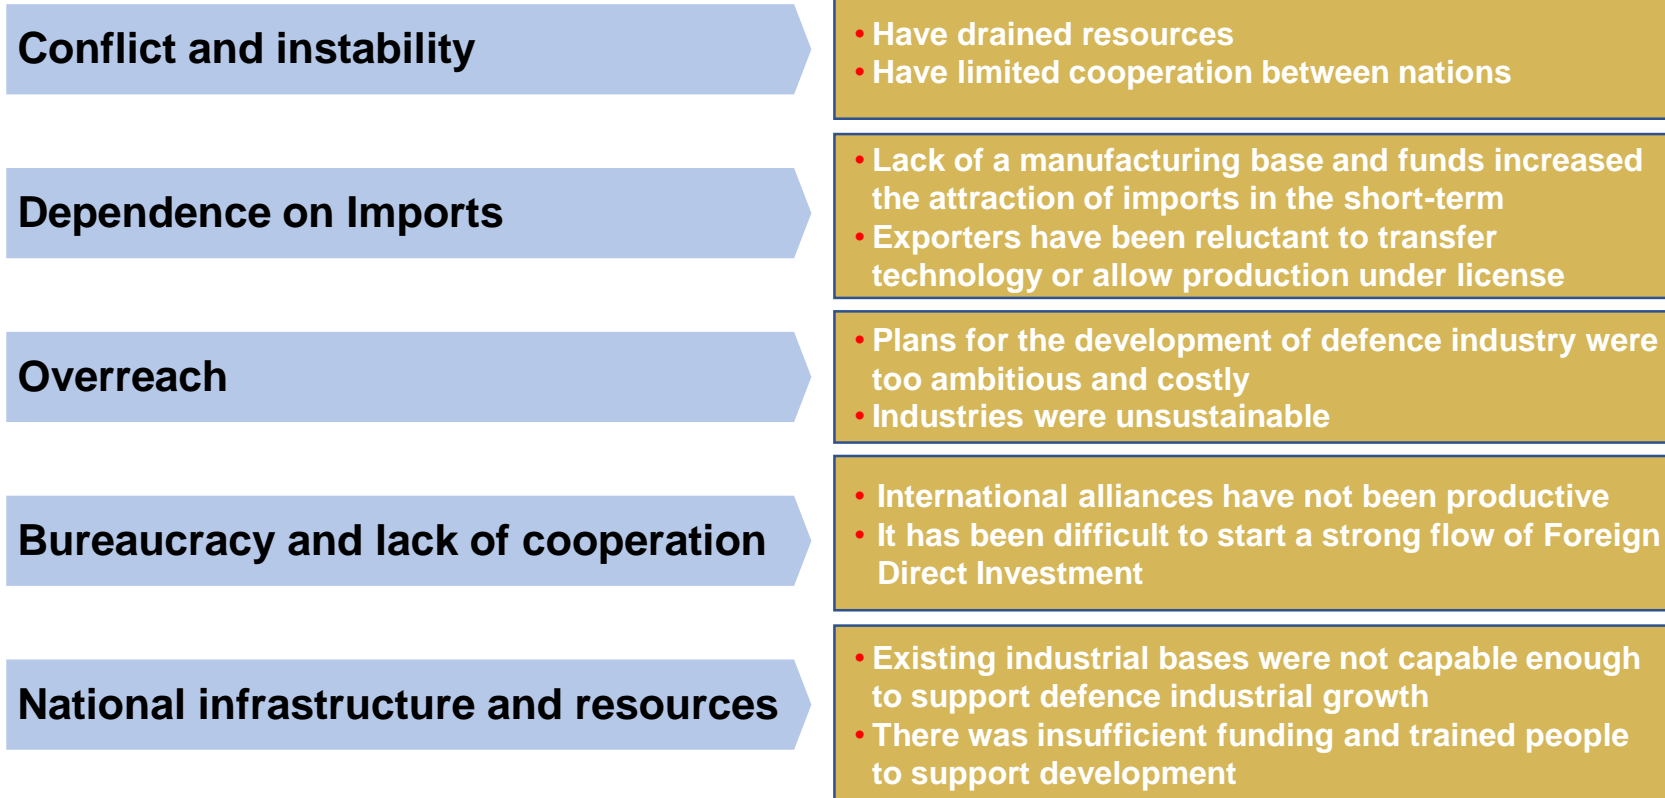 Conflict and instability
• Have drained resources
• Have limited cooperation between nations
Dependence on Imports
• Lack of a manufacturing base and funds increased
the attraction of imports in the short-term
• Exporters have been reluctant to transfer
technology or allow production under license
Overreach
• Plans for the development of defence industry were
too ambitious and costly
• Industries were unsustainable
Bureaucracy and lack of cooperation
• International alliances have not been productive
• It has been difficult to start a strong flow of Foreign
Direct Investment
National infrastructure and resources
• Existing industrial bases were not capable enough
to support defence industrial growth
• There was insufficient funding and trained people
to support development